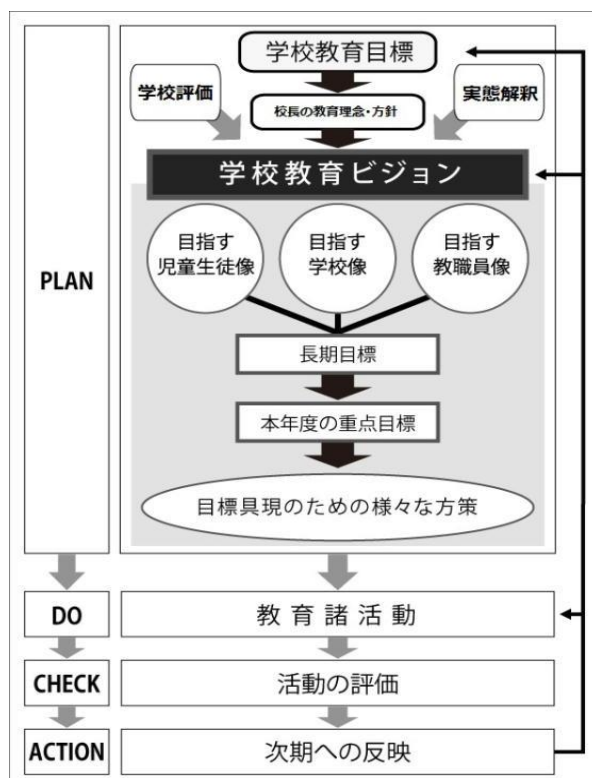 PLAN
学校教育目標
学校評価
校長の教育理念・方針
実態解釈
学校教育ビジョン
目指す
児童生徒像
目指す
学校像
目指す
教職員像
長期目標
本年度の重点目標
目標具現のための様々な方策
DO
教育諸活動
CHECK
活動の評価
ACTION
次期への反映